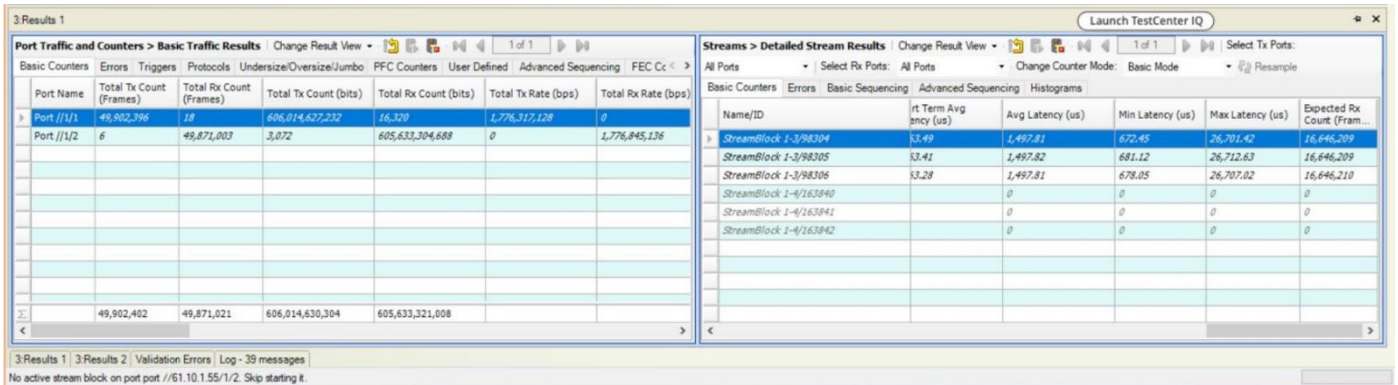 3:Results 1
Launch TestCenter IQ
Port Traffic and Counters > Basic Traffic Results Change Result View 1 of 1
Basic Counters Errors Triggers Protocols Undersize/Oversize/Jumbo PFC Counters User Defined Advanced Sequencing FEC Cc
Port Name Total Tx Count (Frames) Total Rx Count (Frames) Total Tx Count (bits) Total Rx Count (bits) Total Tx Rate (bps) Total Rx Rate (bps)
Port //1/1 49,902,396 18 606,014,627,232 16,320 1,776,317,128 0
Port //1/2 6 49,871,003 3,072 605,633,304,688 0 1,776,845,136
Σ 49,902,402 49,871,021 606,014,630,304 605,633,321,008
Streams > Detailed Stream Results Change Result View 1 of 1 Select Tx Ports:
All Ports Select Rx Ports: All Ports Change Counter Mode: Basic Mode Resample
Basic Counters Errors Basic Sequencing Advanced Sequencing Histograms
Name/ID rt Term Avg ency (us) Avg Latency (us) Min Latency (us) Max Latency (us) Expected Rx Count (Fram...
StreamBlock 1-3/98304 53.49 1,497.81 672.45 26,701.42 16,646,209
StreamBlock 1-3/98305 53.41 1,497.82 681.12 26,712.63 16,646,209
StreamBlock 1-3/98306 53.28 1,497.81 678.05 26,707.02 16,646,210
StreamBlock 1-4/163840 0 0 0 0
StreamBlock 1-4/163841 0 0 0 0
StreamBlock 1-4/163842 0 0 0 0
3:Results 1 3:Results 2 Validation Errors Log - 39 messages
No active stream block on port port //61.10.1.55/1/2. Skip starting it.